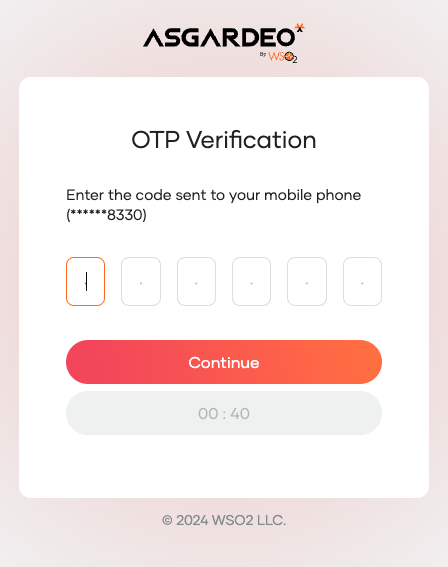 ASGARDEO
By WSO2
OTP Verification
Enter the code sent to your mobile phone
(******8330)
Continue
00 : 40
© 2024 WSO2 LLC.